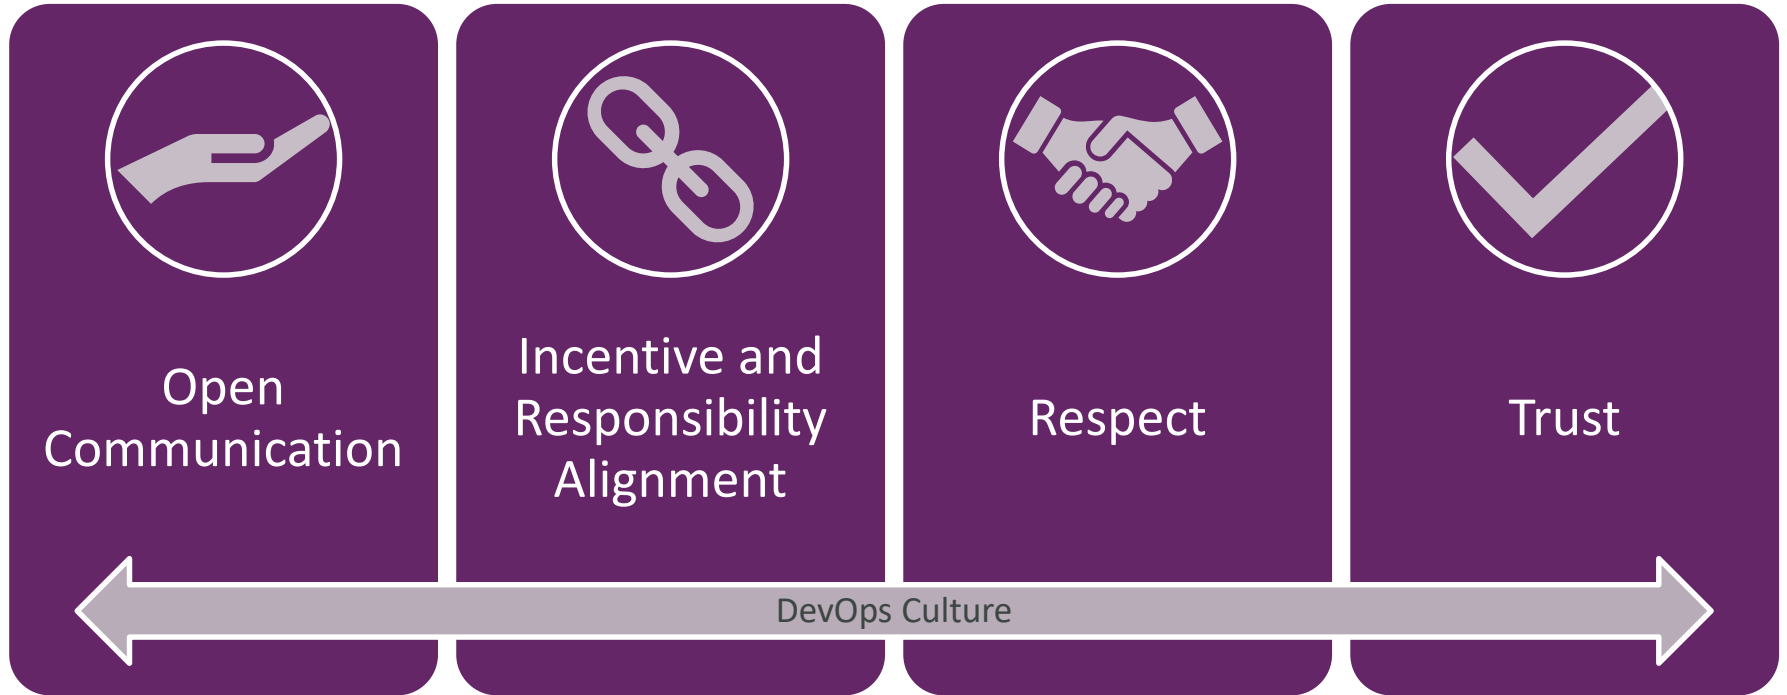 Open
Communication
Incentive and
Responsibility
Alignment
Respect
Trust
DevOps Culture